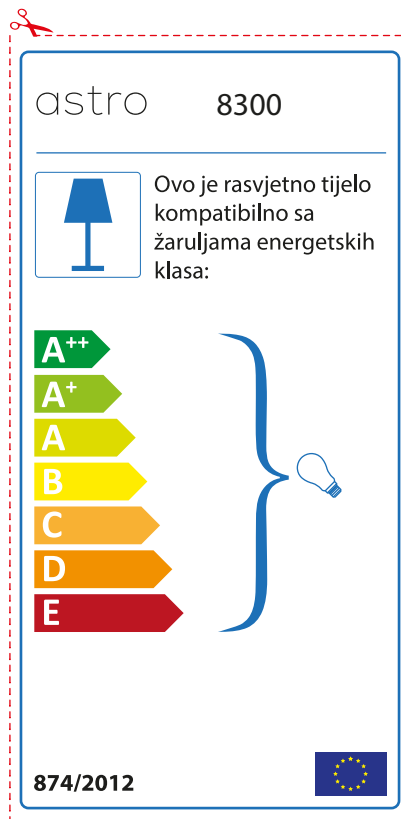 astro 8300
Ovo je rasvjetno tijelo
kompatibilno sa
žaruljama energetskih
klasa:
A++
A+
A
B
C
D
E
874/2012